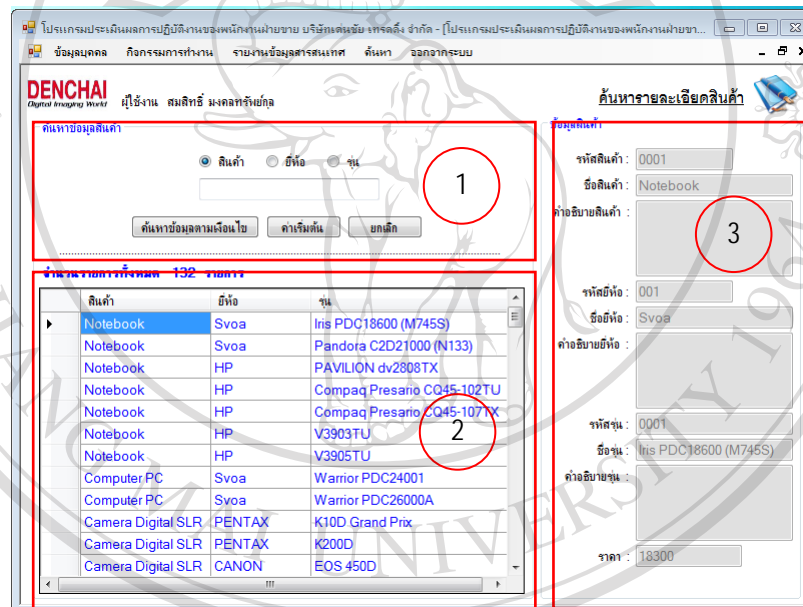 โปรแกรมประเมินผลการปฏิบัติงานของพนักงานฝ่ายขาย บริษัทเด่นชัย เทรดดิ้ง จำกัด - [โปรแกรมประเมินผลการปฏิบัติงานของพนักงานฝ่ายขา...
ข้อมูลบุคคล กิจกรรมการทำงาน รายงานข้อมูลสารสนเทศ ค้นหา ออกจากระบบ
DENCHAI
Digital Imaging World
ผู้ใช้งาน สมสิทธิ์ มงคลทรัพย์กุล
ค้นหารายละเอียดสินค้า
ค้นหาข้อมูลสินค้า
สินค้า ยี่ห้อ รุ่น
1
ค้นหาข้อมูลตามเงื่อนไข ค่าเริ่มต้น ยกเลิก
จำนวนรายการทั้งหมด 132 รายการ
สินค้า ยี่ห้อ รุ่น
Notebook Svoa Iris PDC18600 (M745S)
Notebook Svoa Pandora C2D21000 (N133)
Notebook HP PAVILION dv2808TX
Notebook HP Compaq Presario CQ45-102TU
Notebook HP Compaq Presario CQ45-107TX
Notebook HP V3903TU
Notebook HP V3905TU
2
Computer PC Svoa Warrior PDC24001
Computer PC Svoa Warrior PDC26000A
Camera Digital SLR PENTAX K10D Grand Prix
Camera Digital SLR PENTAX K200D
Camera Digital SLR CANON EOS 450D
ข้อมูลสินค้า
รหัสสินค้า : 0001
ชื่อสินค้า : Notebook
คำอธิบายสินค้า :
3
รหัสยี่ห้อ : 001
ชื่อยี่ห้อ : Svoa
คำอธิบายยี่ห้อ :
รหัสรุ่น : 0001
ชื่อรุ่น : Iris PDC18600 (M745S)
คำอธิบายรุ่น :
ราคา : 18300
ANG MAI UNIVERSITY 1964